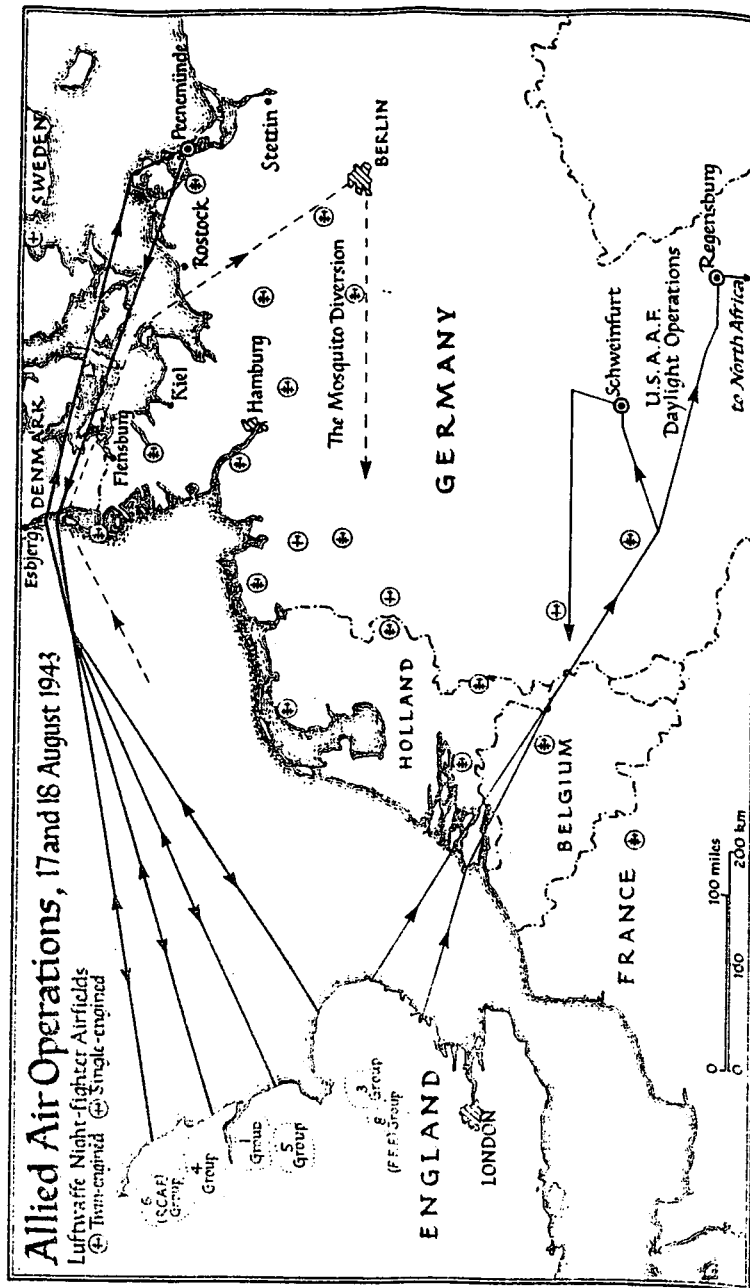 Allied Air Operations, 17 and 18 August 1943
Luftwaffe Night-fighter Airfields
Twin-engined Single-engined
6
(RCAF)
Group
4
Group
1
Group
5
Group
3
Group
8
(P.F.F.) Group
ENGLAND
LONDON
Esbjerg
DENMARK
SWEDEN
Flensburg
Kiel
Rostock
Peenemünde
Stettin
Hamburg
BERLIN
The Mosquito Diversion
HOLLAND
GERMANY
BELGIUM
FRANCE
Schweinfurt
U.S.A.A.F.
Daylight Operations
Regensburg
to North Africa
0 100 miles
0 100 200 km